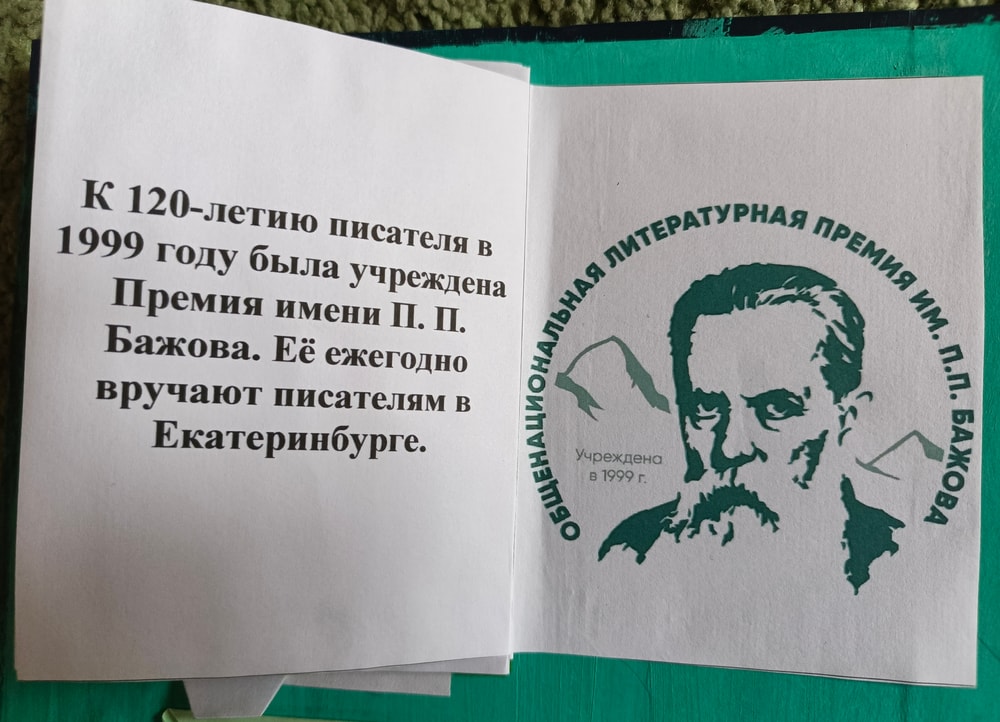 К 120-летию писателя в
1999 году была учреждена
Премия имени П. П.
Бажова. Её ежегодно
вручают писателям в
Екатеринбурге.
ОБЩЕНАЦИОНАЛЬНАЯ ЛИТЕРАТУРНАЯ ПРЕМИЯ ИМ. П.П. БАЖОВА
Учреждена
в 1999 г.